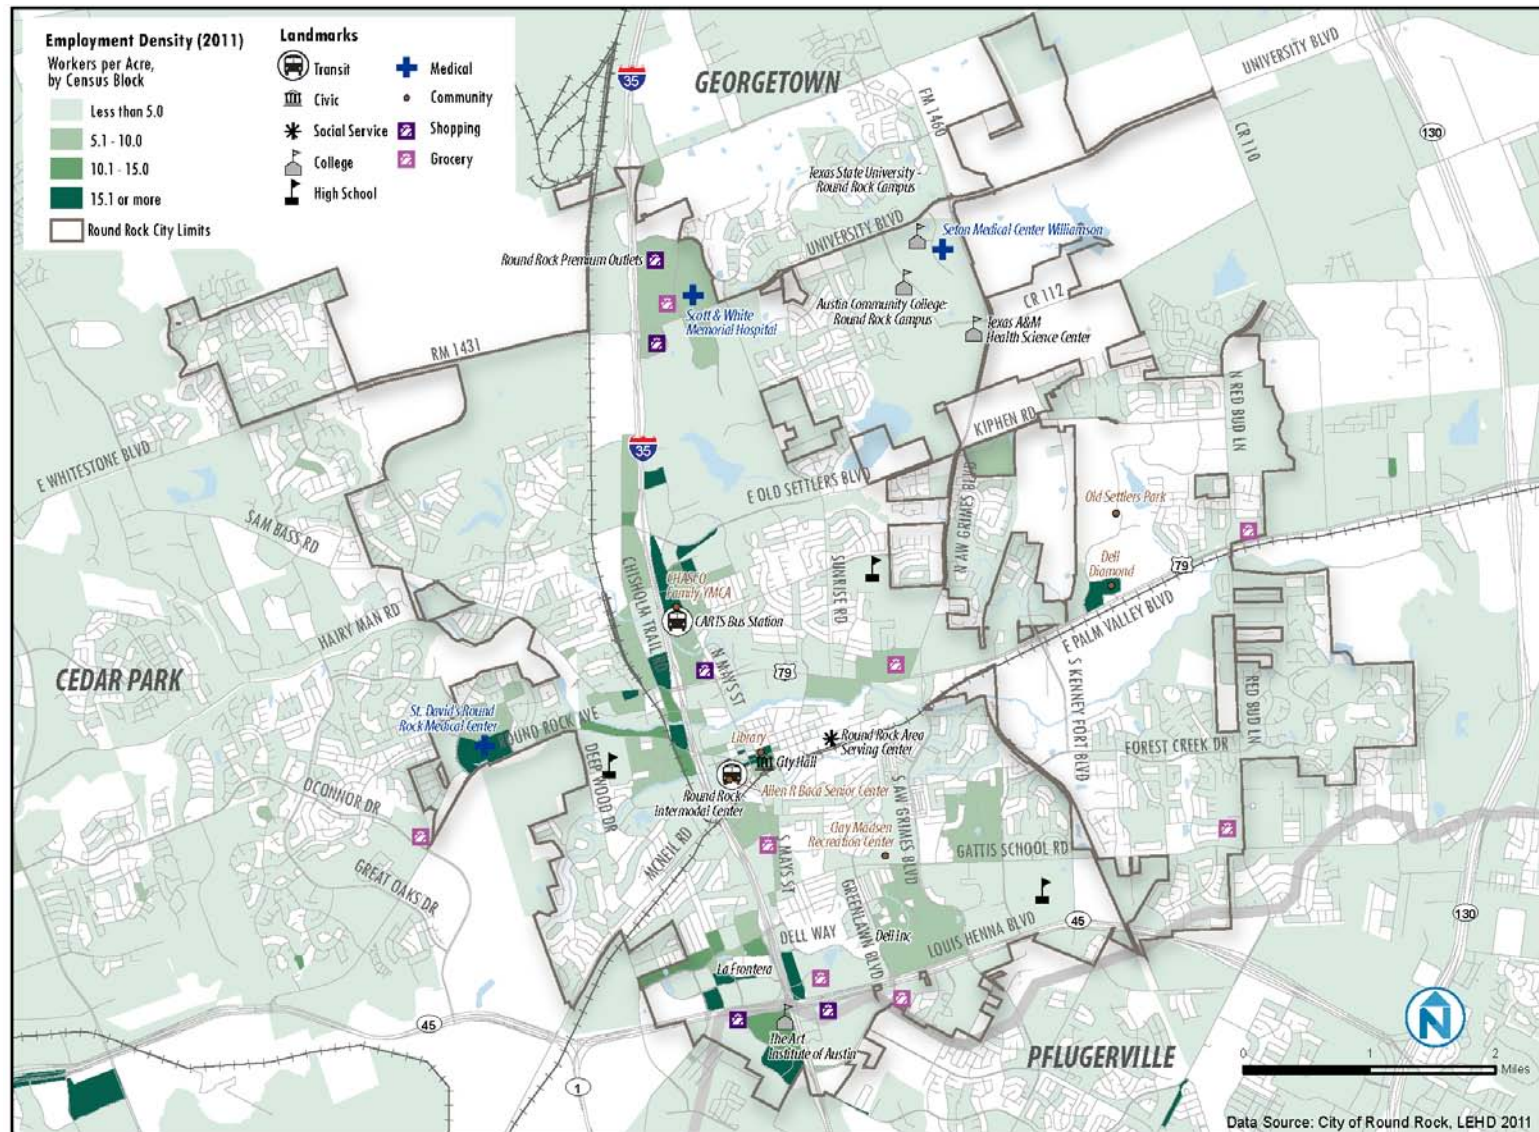 Employment Density (2011)
Workers per Acre,
by Census Block
Less than 5.0
5.1 - 10.0
10.1 - 15.0
15.1 or more
Round Rock City Limits
Landmarks
Transit
Civic
Social Service
College
High School
Medical
Community
Shopping
Grocery
35
GEORGETOWN
FM 1460
UNIVERSITY BLVD
CR 110
130
Texas State University -
Round Rock Campus
UNIVERSITY BLVD
Seton Medical Center Williamson
Round Rock Premium Outlets
Scott & White
Memorial Hospital
Austin Community College:
Round Rock Campus
CR 112
Texas A&M
Health Science Center
RM 1431
N RED BUD LN
KIPHEN RD
35
E WHITESTONE BLVD
E OLD SETTLERS BLVD
N AW GRIMES BLVD
Old Settlers Park
SAM BASS RD
CHISHOLM TRAIL RD
CHASCO
Family YMCA
SUNRISE RD
Dell
Diamond
79
CARTS Bus Station
HAIRY MAN RD
E PALM VALLEY BLVD
CEDAR PARK
N MAYS ST
79
S KENNEY FORT BLVD
RED BUD LN
St. David's Round
Rock Medical Center
ROUND ROCK AVE
Library
Round Rock Area
Serving Center
FOREST CREEK DR
DEEP WOOD DR
City Hall
OCONNOR DR
Round Rock
Intermodal Center
Allen R Baca Senior Center
S AW GRIMES BLVD
MCNEIL RD
S MAYS ST
Clay Madsen
Recreation Center
GATTIS SCHOOL RD
GREAT OAKS DR
GREENLAWN BLVD
DELL WAY
Dell Inc
LOUIS HENNA BLVD
45
130
La Frontera
45
The Art
Institute of Austin
1
PFLUGERVILLE
N
0
1
2
Miles
Data Source: City of Round Rock, LEHD 2011